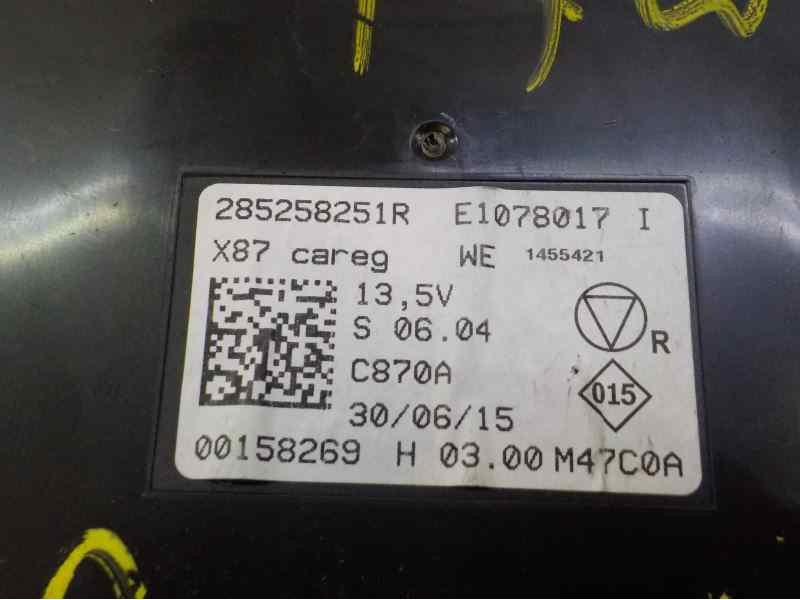 285258251R E1078017 I
X87 careg WE 1455421
13,5V
S 06.04
R
C870A
015
30/06/15
00158269 H 03.00 M47C0A